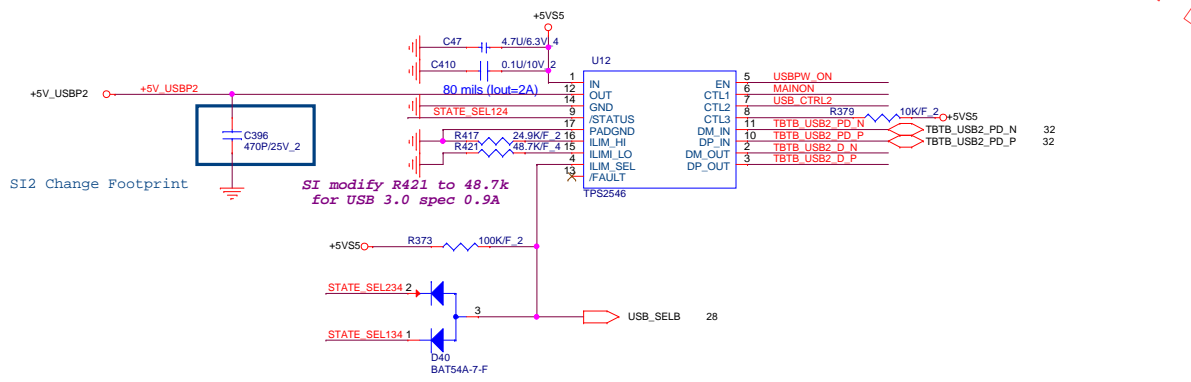 +5VS5
C47 4.7U/6.3V_4
C410 0.1U/10V_2
U12
80 mils (Iout=2A)
+5V_USBP2 +5V_USBP2
1 IN EN 5 USBPW_ON
12 OUT CTL1 6 MAINON
14 GND CTL2 7 USB_CTRL2
STATE_SEL124 9 /STATUS CTL3 8 R379 10K/F_2 +5VS5
17 PADGND DM_IN 11 TBTB_USB2_PD_N TBTB_USB2_PD_N 32
R417 24.9K/F_2 16 ILIM_HI DP_IN 10 TBTB_USB2_PD_P TBTB_USB2_PD_P 32
R421 48.7K/F_4 15 ILIMI_LO DM_OUT 2 TBTB_USB2_D_N
4 ILIM_SEL DP_OUT 3 TBTB_USB2_D_P
13 /FAULT
TPS2546
C396
470P/25V_2
SI2 Change Footprint
SI modify R421 to 48.7k
for USB 3.0 spec 0.9A
+5VS5 R373 100K/F_2
STATE_SEL234 2
3 USB_SELB 28
STATE_SEL134 1
D40
BAT54A-7-F